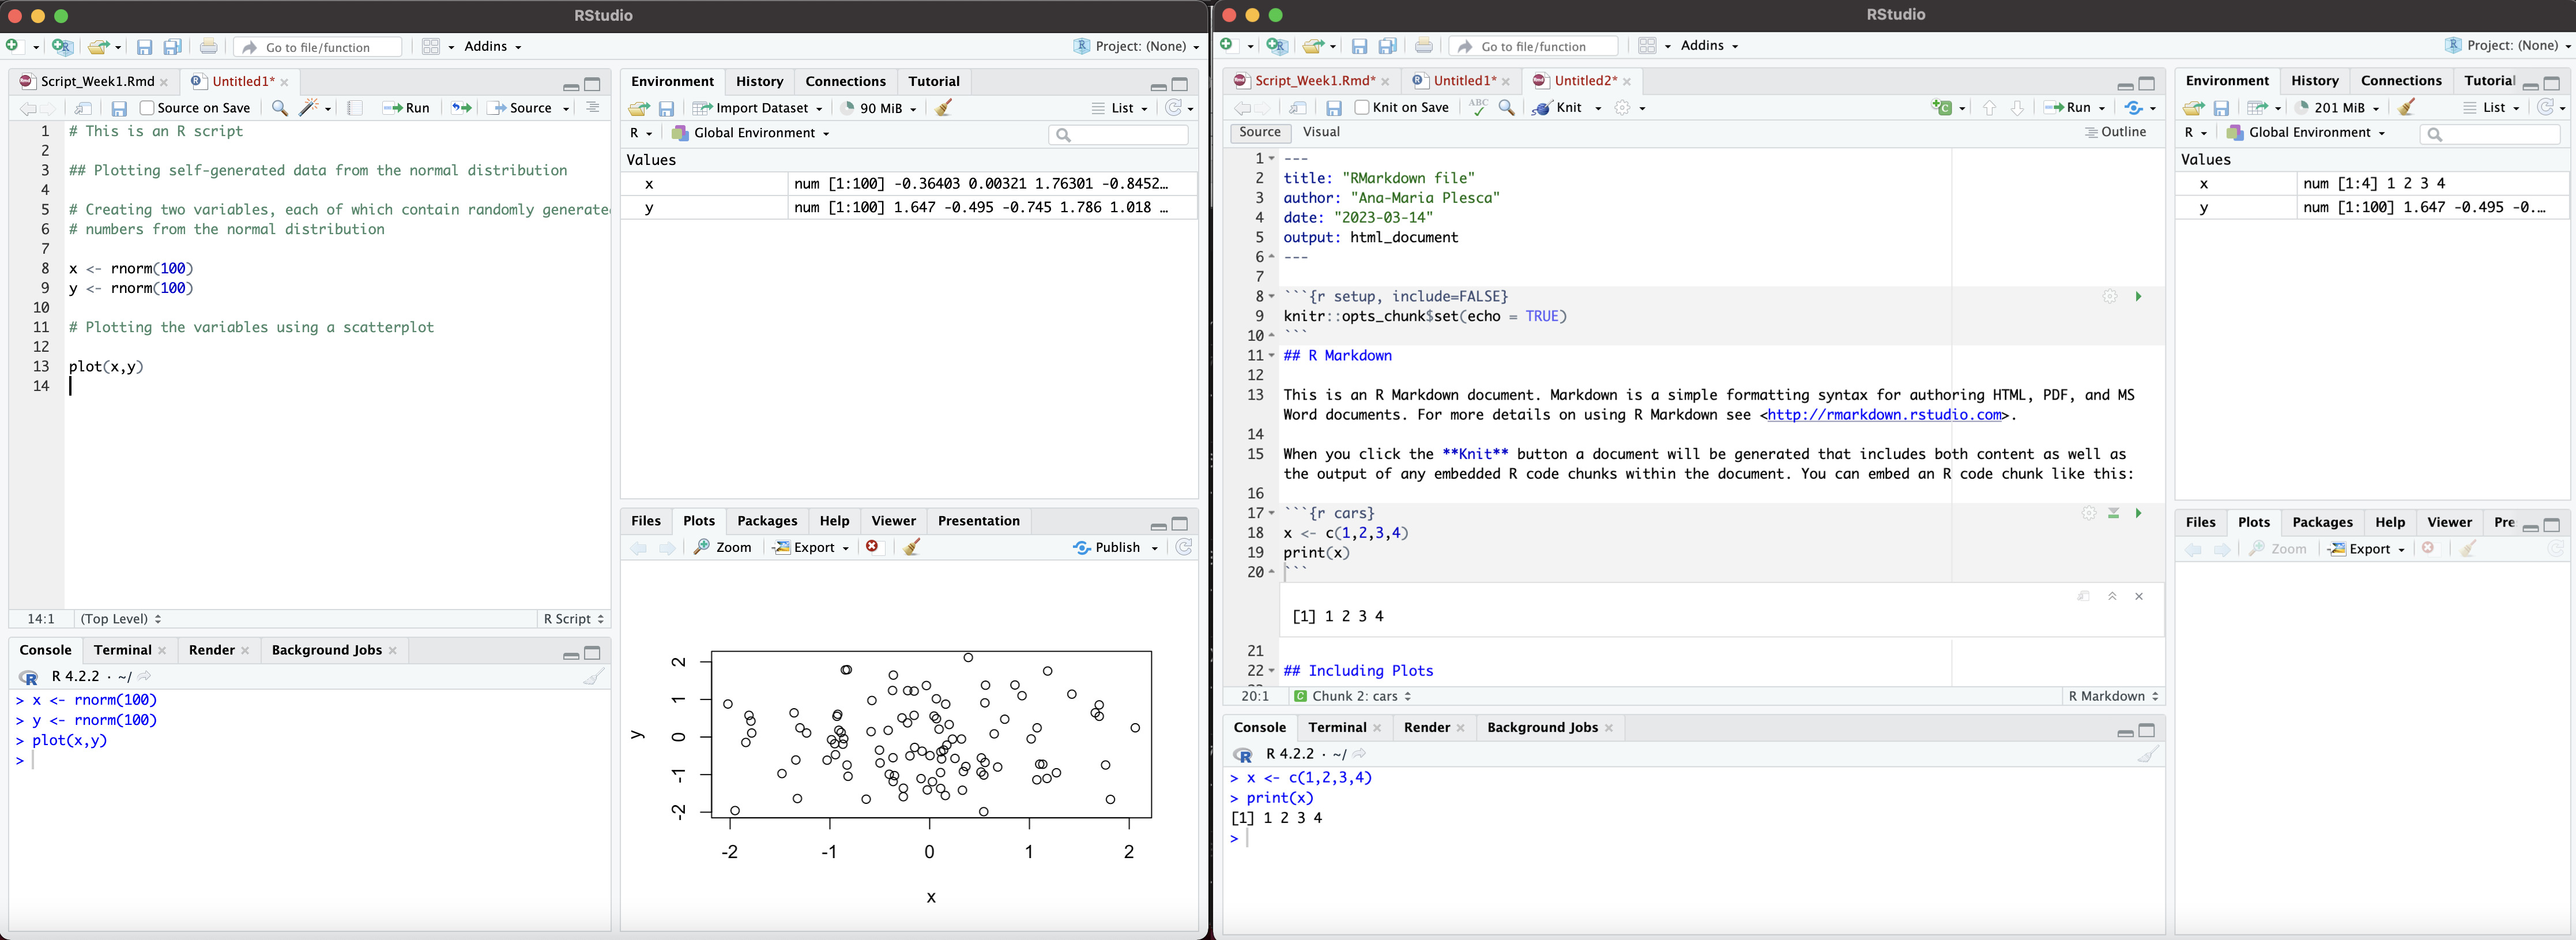 RStudio
Go to file/function
Addins
Project: (None)
Script_Week1.Rmd
Untitled1*
Source on Save
Run
Source
1 # This is an R script
2
3 ## Plotting self-generated data from the normal distribution
4
5 # Creating two variables, each of which contain randomly generate
6 # numbers from the normal distribution
7
8 x <- rnorm(100)
9 y <- rnorm(100)
10
11 # Plotting the variables using a scatterplot
12
13 plot(x,y)
14
14:1 (Top Level) R Script
Console Terminal Render Background Jobs
R 4.2.2 · ~/
> x <- rnorm(100)
> y <- rnorm(100)
> plot(x,y)
>
Environment History Connections Tutorial
Import Dataset 90 MiB List
R Global Environment
Values
x num [1:100] -0.36403 0.00321 1.76301 -0.8452…
y num [1:100] 1.647 -0.495 -0.745 1.786 1.018 …
Files Plots Packages Help Viewer Presentation
Zoom Export Publish
2
1
0
-1
-2
y
-2 -1 0 1 2
x
RStudio
Go to file/function
Addins
Project: (None)
Script_Week1.Rmd* Untitled1* Untitled2*
Knit on Save ABC Knit Run
Source Visual Outline
1 ---
2 title: "RMarkdown file"
3 author: "Ana-Maria Plesca"
4 date: "2023-03-14"
5 output: html_document
6 ---
7
8 ```{r setup, include=FALSE}
9 knitr::opts_chunk$set(echo = TRUE)
10 ```
11 ## R Markdown
12
13 This is an R Markdown document. Markdown is a simple formatting syntax for authoring HTML, PDF, and MS
Word documents. For more details on using R Markdown see <http://rmarkdown.rstudio.com>.
14
15 When you click the **Knit** button a document will be generated that includes both content as well as
the output of any embedded R code chunks within the document. You can embed an R code chunk like this:
16
17 ```{r cars}
18 x <- c(1,2,3,4)
19 print(x)
20 ```
[1] 1 2 3 4
21
22 ## Including Plots
20:1 Chunk 2: cars R Markdown
Console Terminal Render Background Jobs
R 4.2.2 · ~/
> x <- c(1,2,3,4)
> print(x)
[1] 1 2 3 4
>
Environment History Connections Tutorial
201 MiB List
R Global Environment
Values
x num [1:4] 1 2 3 4
y num [1:100] 1.647 -0.495 -0.…
Files Plots Packages Help Viewer Pre
Zoom Export